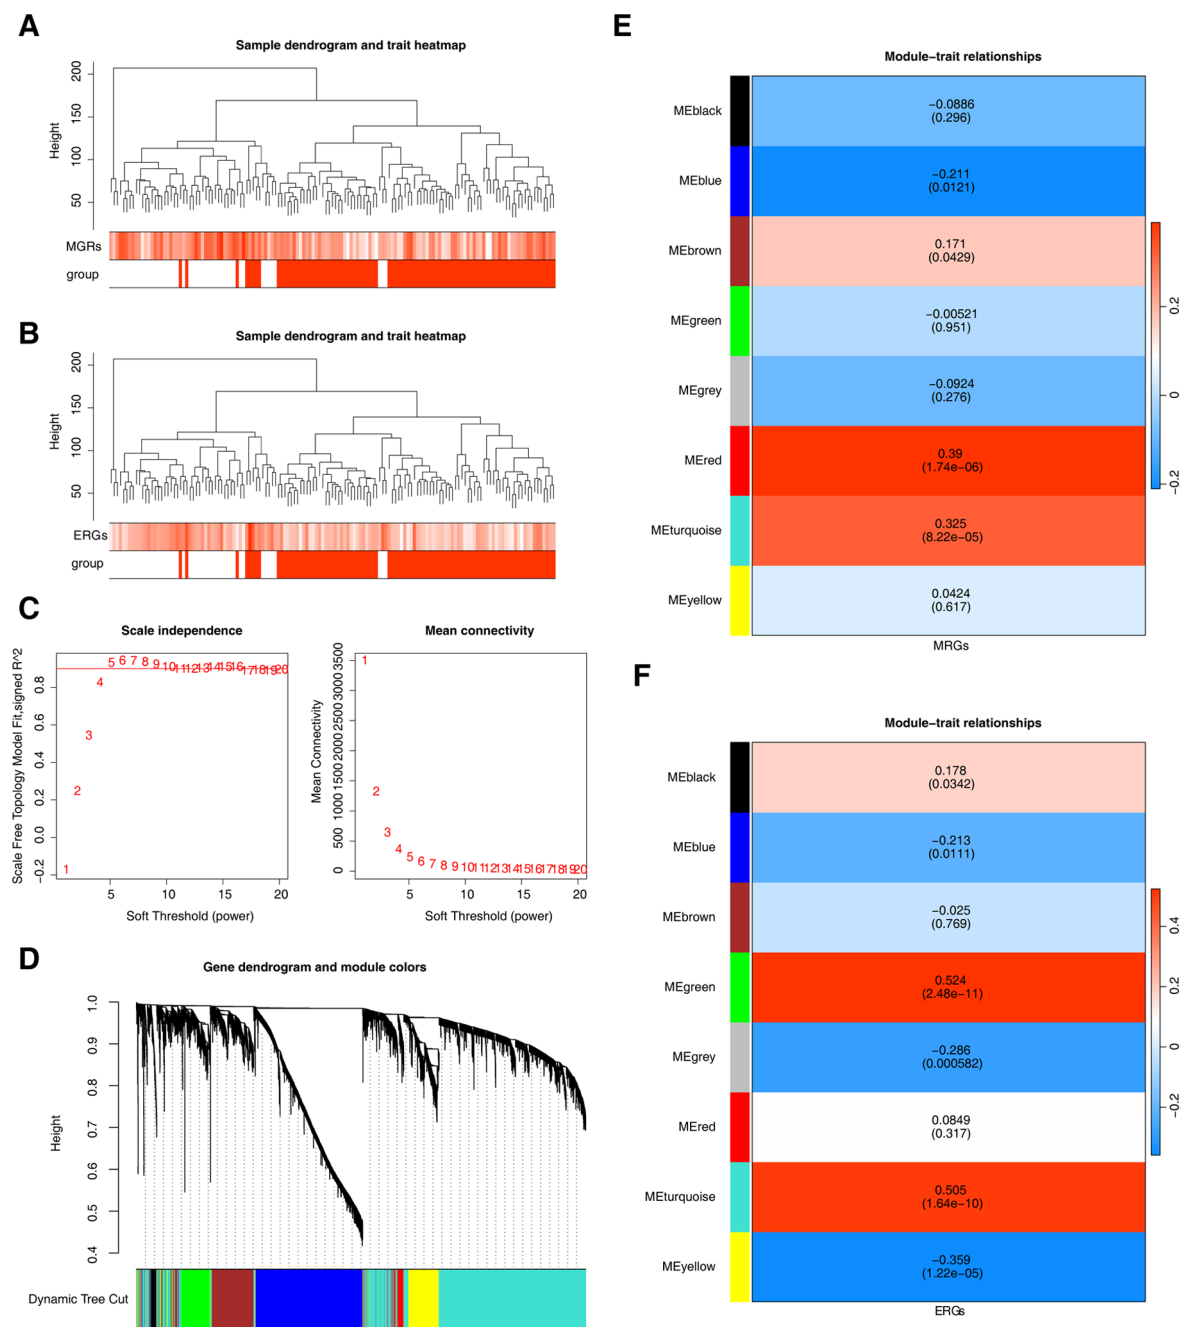 A
Sample dendrogram and trait heatmap
Height
200
150
100
50
MGRs
group
B
Sample dendrogram and trait heatmap
Height
200
150
100
50
ERGs
group
C
Scale independence
Scale Free Topology Model Fit,signed R^2
0.8
0.6
0.4
0.2
0.0
−0.2
1 2 3 4 5 6 7 8 9 10 11 12 13 14 15 16 17 18 19 20
5 10 15 20
Soft Threshold (power)
Mean connectivity
Mean Connectivity
3500
3000
2500
2000
1500
1000
500
0
1 2 3 4 5 6 7 8 9 10 11 12 13 14 15 16 17 18 19 20
5 10 15 20
Soft Threshold (power)
D
Gene dendrogram and module colors
Height
1.0
0.9
0.8
0.7
0.6
0.5
0.4
Dynamic Tree Cut
E
Module−trait relationships
MEblack
−0.0886
(0.296)
MEblue
−0.211
(0.0121)
MEbrown
0.171
(0.0429)
MEgreen
−0.00521
(0.951)
MEgrey
−0.0924
(0.276)
MEred
0.39
(1.74e−06)
MEturquoise
0.325
(8.22e−05)
MEyellow
0.0424
(0.617)
MRGs
0.2
0
−0.2
F
Module−trait relationships
MEblack
0.178
(0.0342)
MEblue
−0.213
(0.0111)
MEbrown
−0.025
(0.769)
MEgreen
0.524
(2.48e−11)
MEgrey
−0.286
(0.000582)
MEred
0.0849
(0.317)
MEturquoise
0.505
(1.64e−10)
MEyellow
−0.359
(1.22e−05)
ERGs
0.4
0.2
0
−0.2